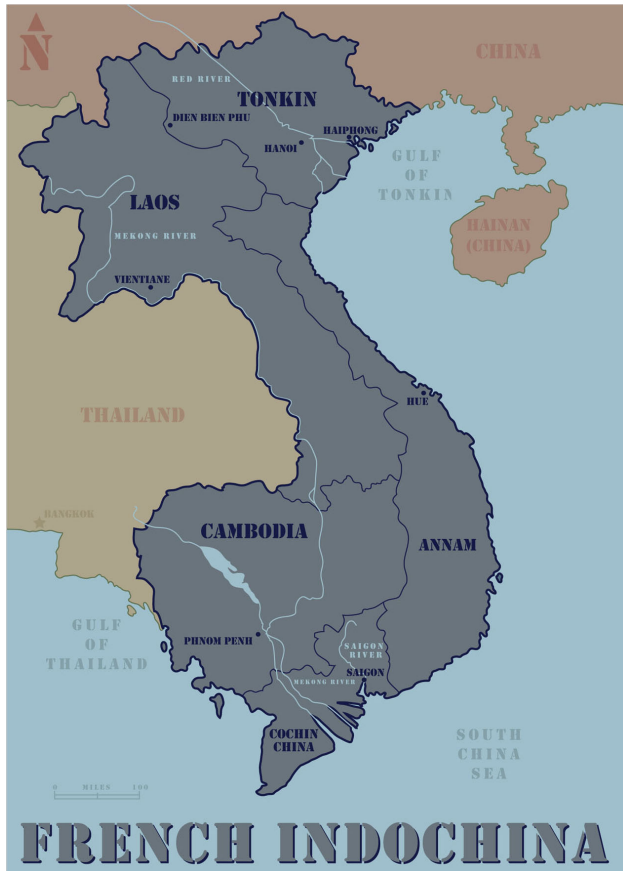 N
CHINA
RED RIVER
TONKIN
DIEN BIEN PHU
HAIPHONG
HANOI
GULF
OF
TONKIN
LAOS
HAINAN
(CHINA)
MEKONG RIVER
VIENTIANE
THAILAND
HUE
BANGKOK
CAMBODIA
ANNAM
GULF
OF
THAILAND
PHNOM PENH
SAIGON
RIVER
SAIGON
MEKONG RIVER
COCHIN
CHINA
SOUTH
CHINA
SEA
0 MILES 100
FRENCH INDOCHINA